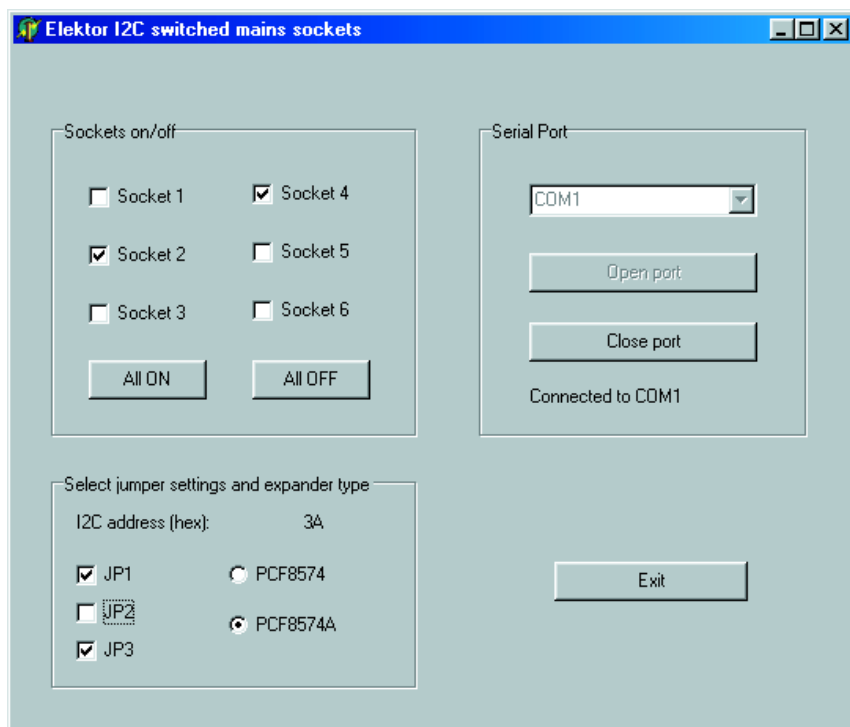 Elektor I2C switched mains sockets
Sockets on/off
Socket 1
Socket 4
Socket 2
Socket 5
Socket 3
Socket 6
All ON
All OFF
Serial Port
COM1
Open port
Close port
Connected to COM1
Select jumper settings and expander type
I2C address (hex): 3A
JP1
PCF8574
JP2
PCF8574A
JP3
Exit